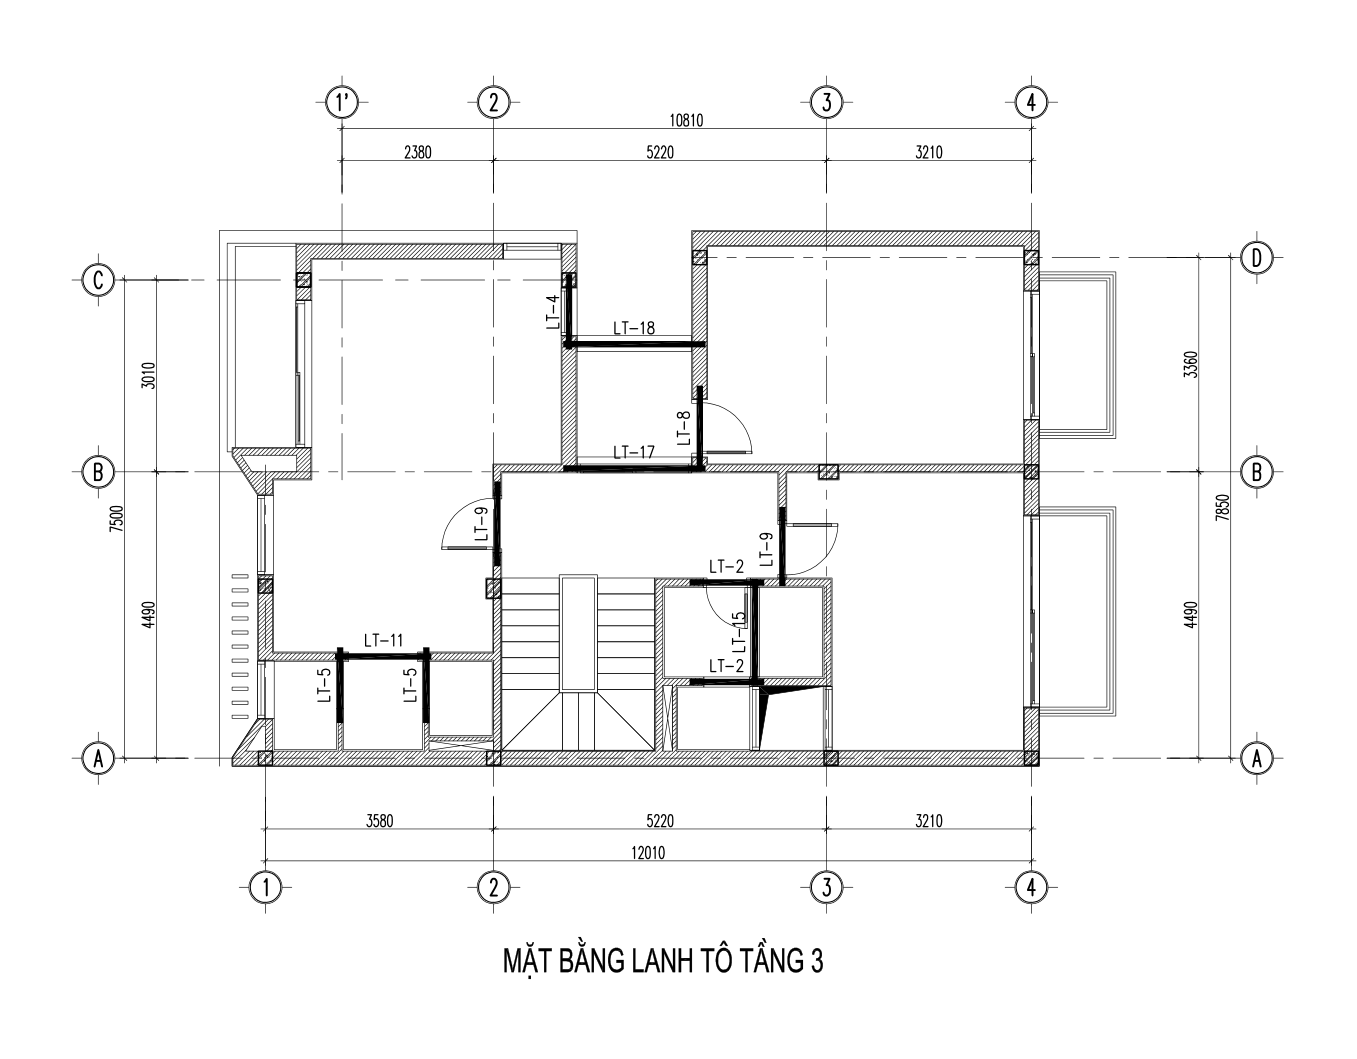 1' 2 3 4
10810
2380 5220 3210
C D
LT-4
LT-18
3010 3360
LT-8
LT-17
B B
7500 7850
LT-9 LT-9
LT-2
4490 4490
LT-15
LT-11
LT-5 LT-5 LT-2
A A
3580 5220 3210
12010
1 2 3 4
MẶT BẰNG LANH TÔ TẦNG 3